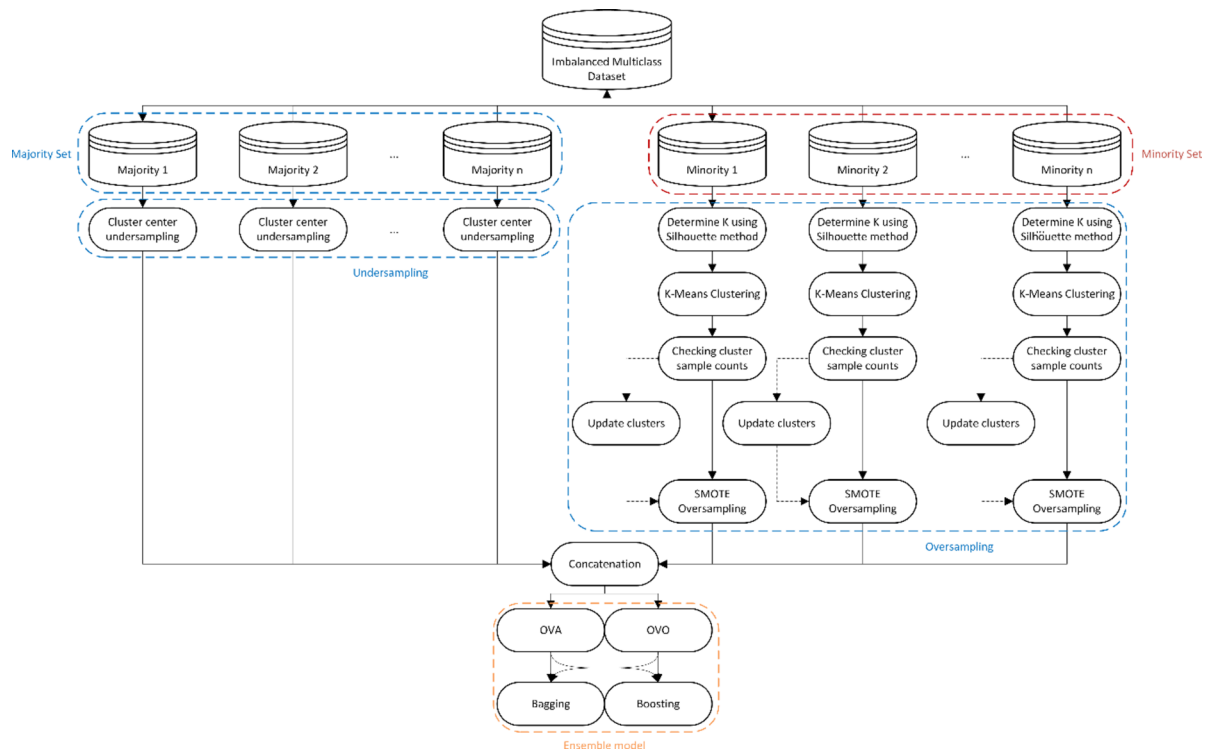 Imbalanced Multiclass
Dataset
Majority Set
Majority 1
Majority 2
...
Majority n
Minority 1
Minority 2
...
Minority n
Minority Set
Cluster center
undersampling
Cluster center
undersampling
...
Cluster center
undersampling
Undersampling
Determine K using
Silhouette method
Determine K using
Silhouette method
...
Determine K using
Silhouette method
K-Means Clustering
K-Means Clustering
K-Means Clustering
Checking cluster
sample counts
Checking cluster
sample counts
Checking cluster
sample counts
Update clusters
Update clusters
Update clusters
SMOTE
Oversampling
SMOTE
Oversampling
SMOTE
Oversampling
Oversampling
Concatenation
OVA
OVO
Bagging
Boosting
Ensemble model